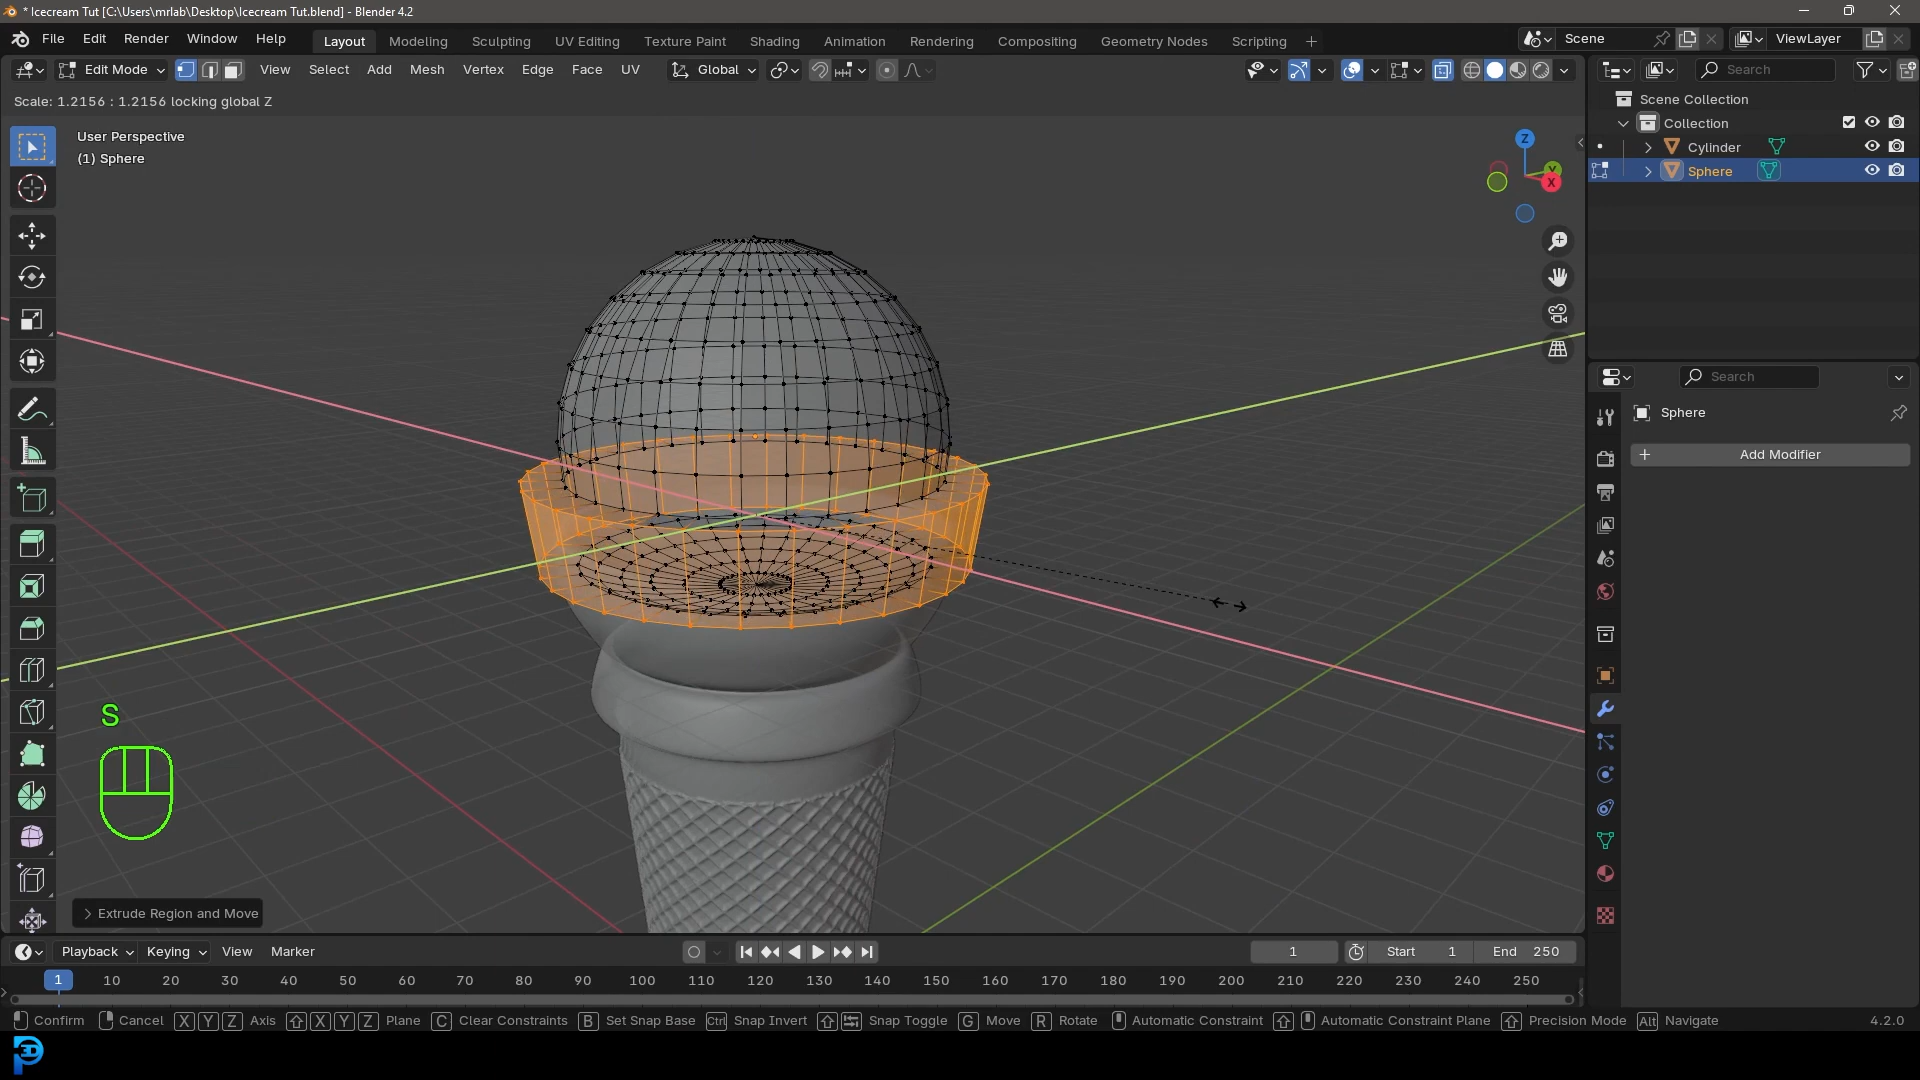 * Icecream Tut [C:\Users\mrlab\Desktop\Icecream Tut.blend] - Blender 4.2
File Edit Render Window Help Layout Modeling Sculpting UV Editing Texture Paint Shading Animation Rendering Compositing Geometry Nodes Scripting + Scene ViewLayer
Edit Mode View Select Add Mesh Vertex Edge Face UV Global Search
Scale: 1.2156 : 1.2156 locking global Z
Scene Collection
User Perspective
Collection
(1) Sphere
Cylinder
Sphere
Z
Y
X
Search
Sphere
+ Add Modifier
S
Extrude Region and Move
Playback Keying View Marker 1 Start 1 End 250
1 10 20 30 40 50 60 70 80 90 100 110 120 130 140 150 160 170 180 190 200 210 220 230 240 250
Confirm Cancel X Y Z Axis X Y Z Plane C Clear Constraints B Set Snap Base Ctrl Snap Invert Snap Toggle G Move R Rotate Automatic Constraint Automatic Constraint Plane Precision Mode Alt Navigate 4.2.0